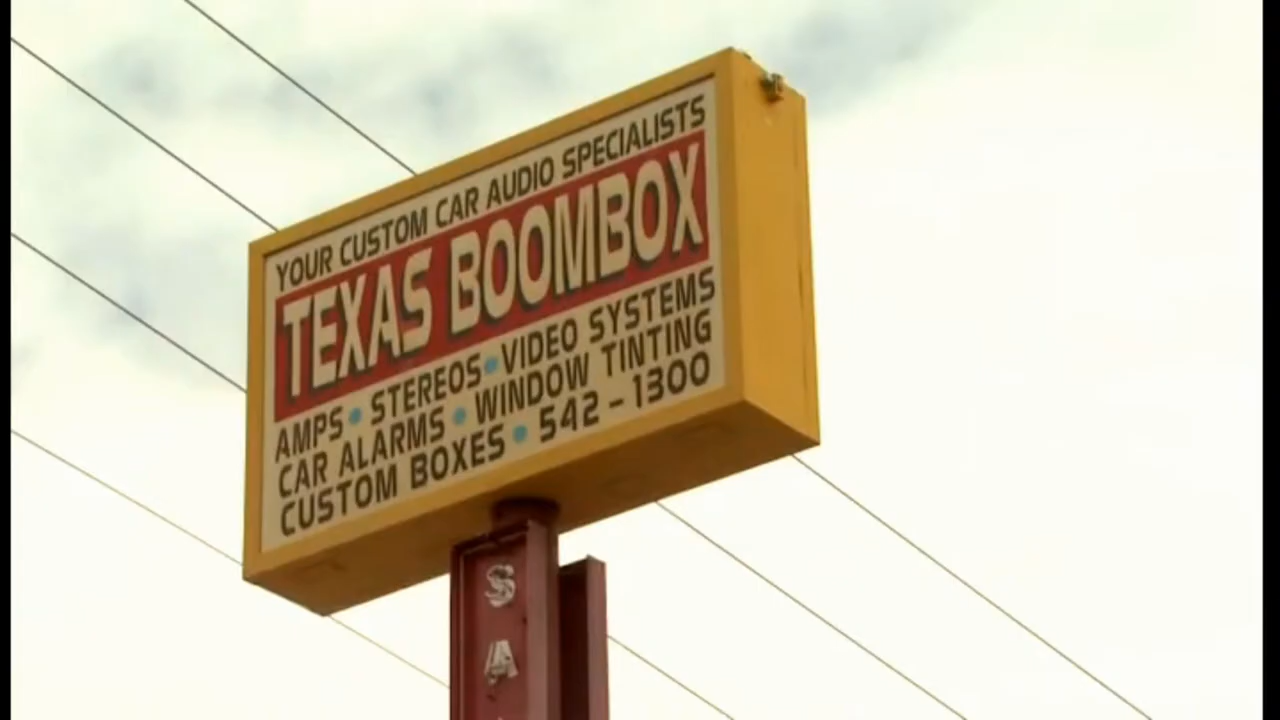 YOUR CUSTOM CAR AUDIO SPECIALISTS
TEXAS BOOMBOX
AMPS • STEREOS • VIDEO SYSTEMS
CAR ALARMS • WINDOW TINTING
CUSTOM BOXES • 542-1300
S
A